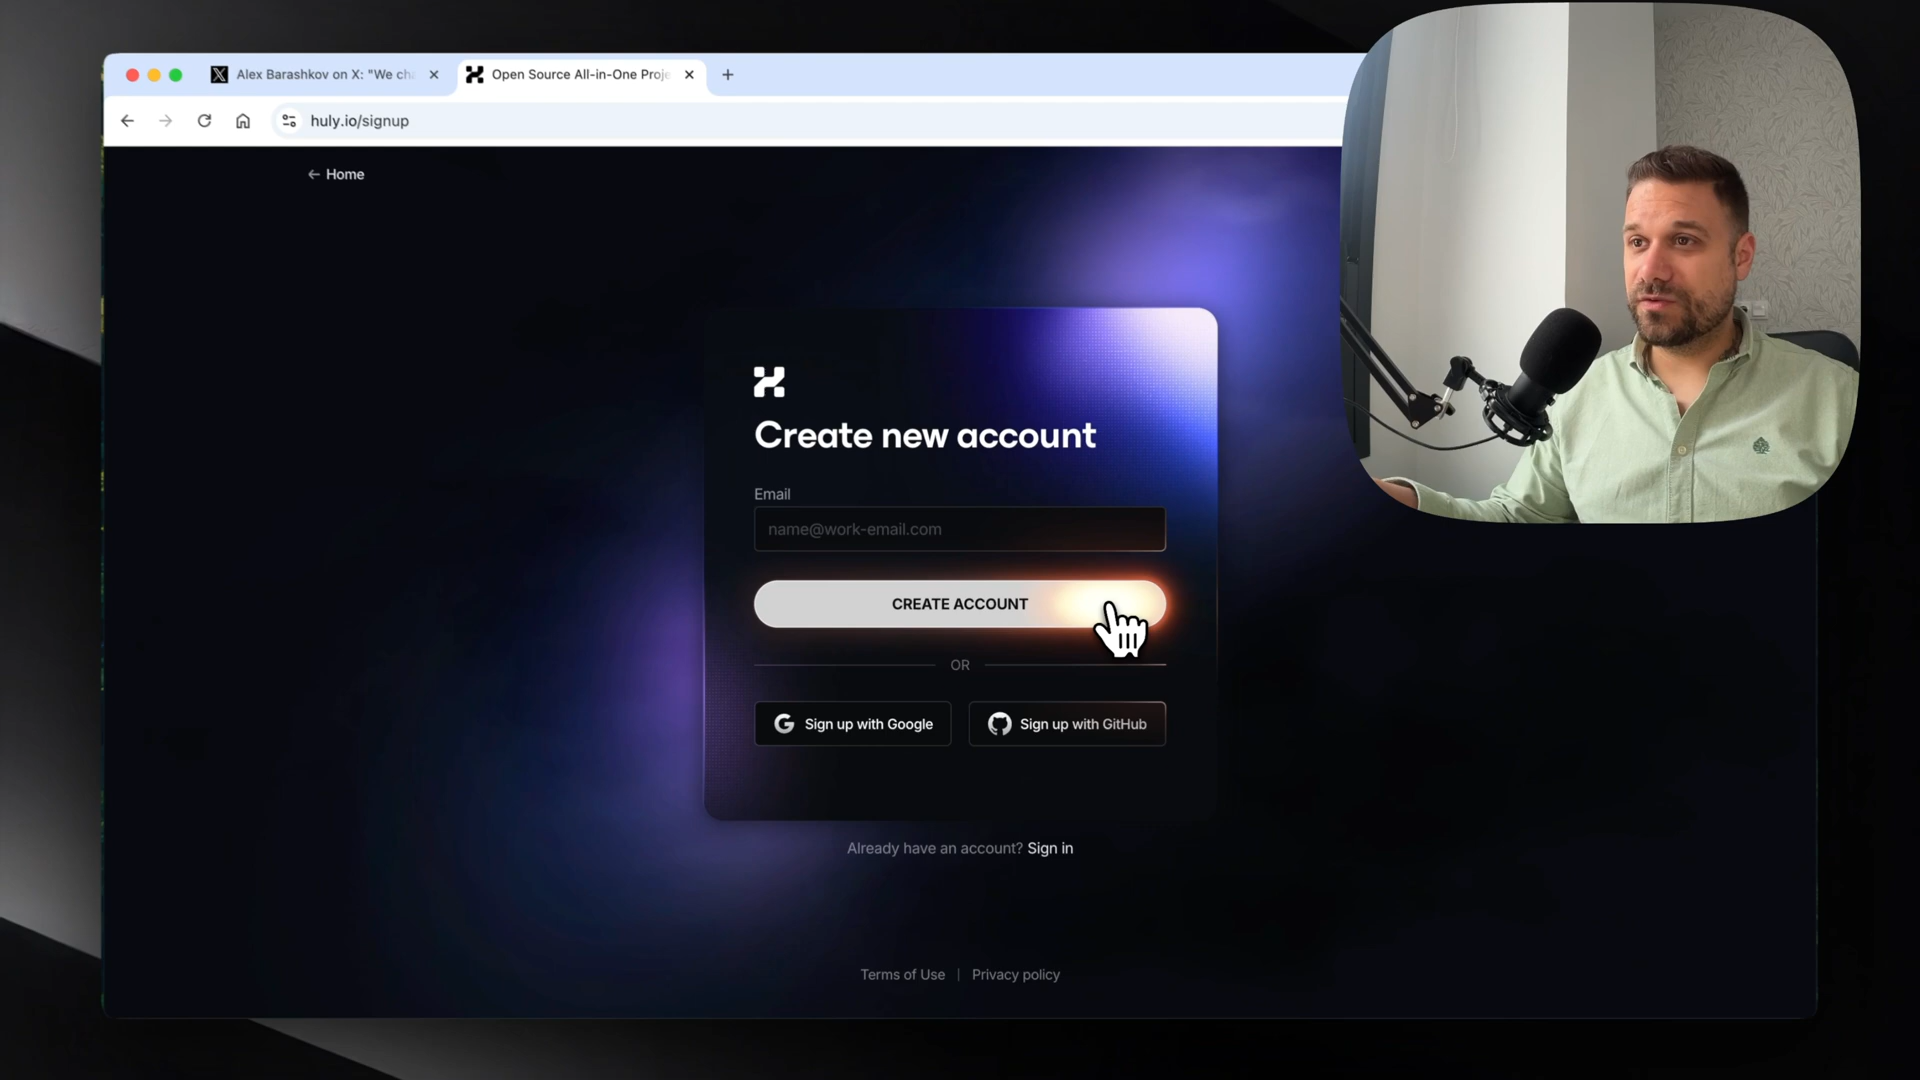 Alex Barashkov on X: "We ch
Open Source All-in-One Proje
huly.io/signup
Home
Create new account
Email
name@work-email.com
CREATE ACCOUNT
OR
Sign up with Google
Sign up with GitHub
Already have an account? Sign in
Terms of Use | Privacy policy